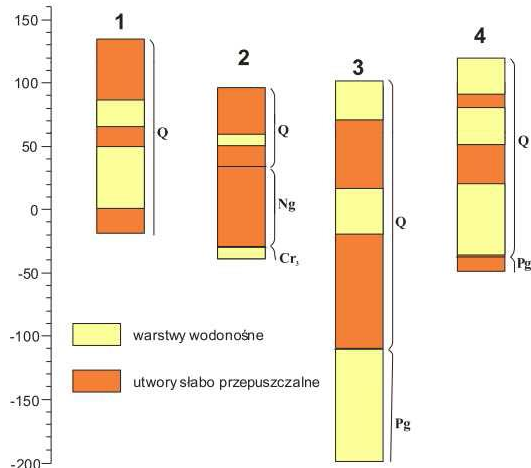 150
100
50
0
-50
-100
-150
-200
1
Q
2
Q
Ng
Cr₃
3
Q
Pg
4
Q
Pg
warstwy wodonośne
utwory słabo przepuszczalne